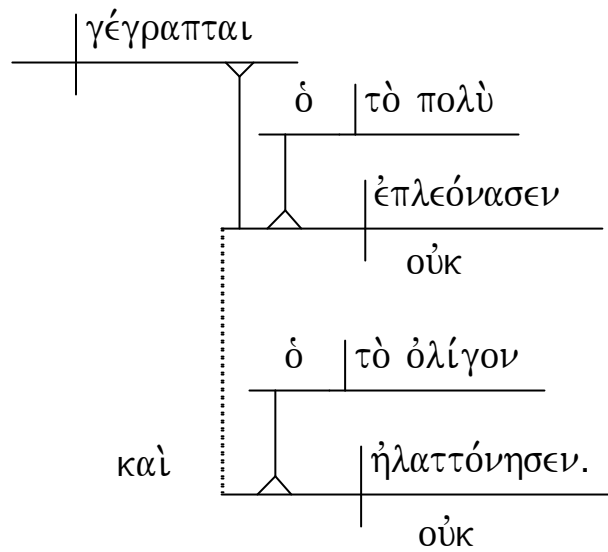 γέγραπται
ὁ τὸ πολὺ
ἐπλεόνασεν
οὐκ
ὁ τὸ ὀλίγον
καὶ ἠλαττόνησεν.
οὐκ